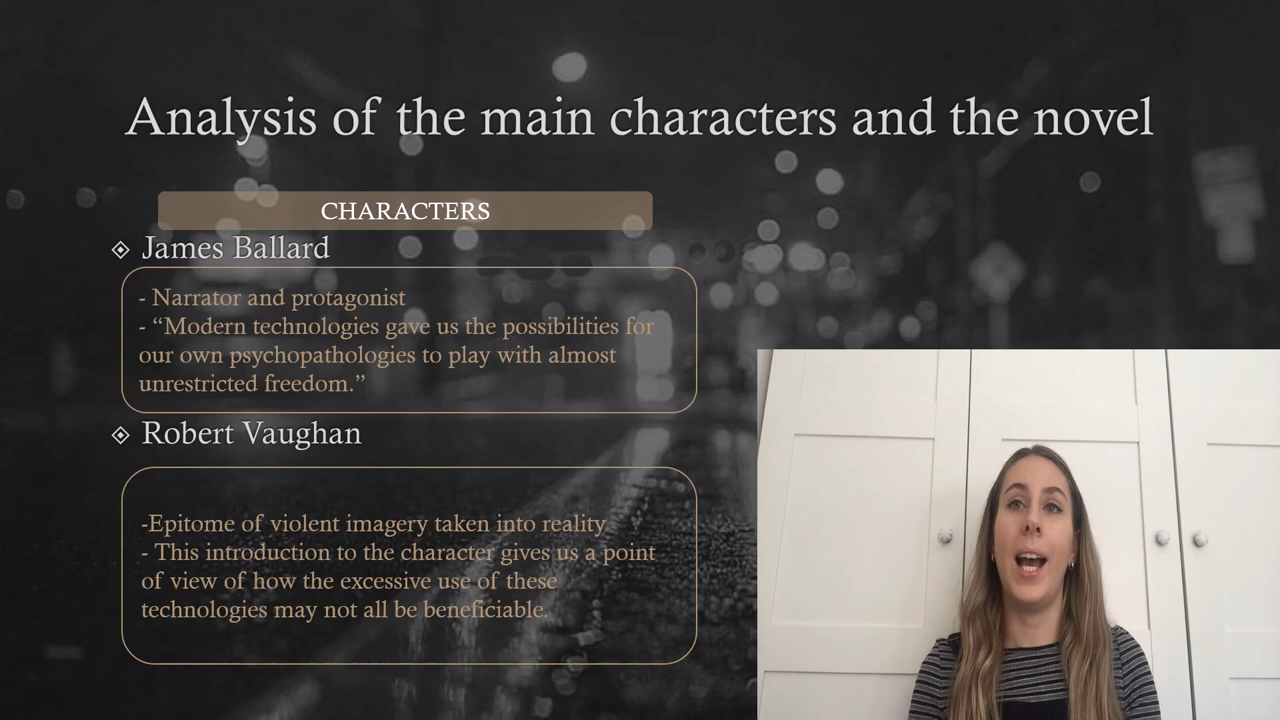 Analysis of the main characters and the novel
CHARACTERS
James Ballard
- Narrator and protagonist
- “Modern technologies gave us the possibilities for
our own psychopathologies to play with almost
unrestricted freedom.”
Robert Vaughan
-Epitome of violent imagery taken into reality
- This introduction to the character gives us a point
of view of how the excessive use of these
technologies may not all be beneficiable.